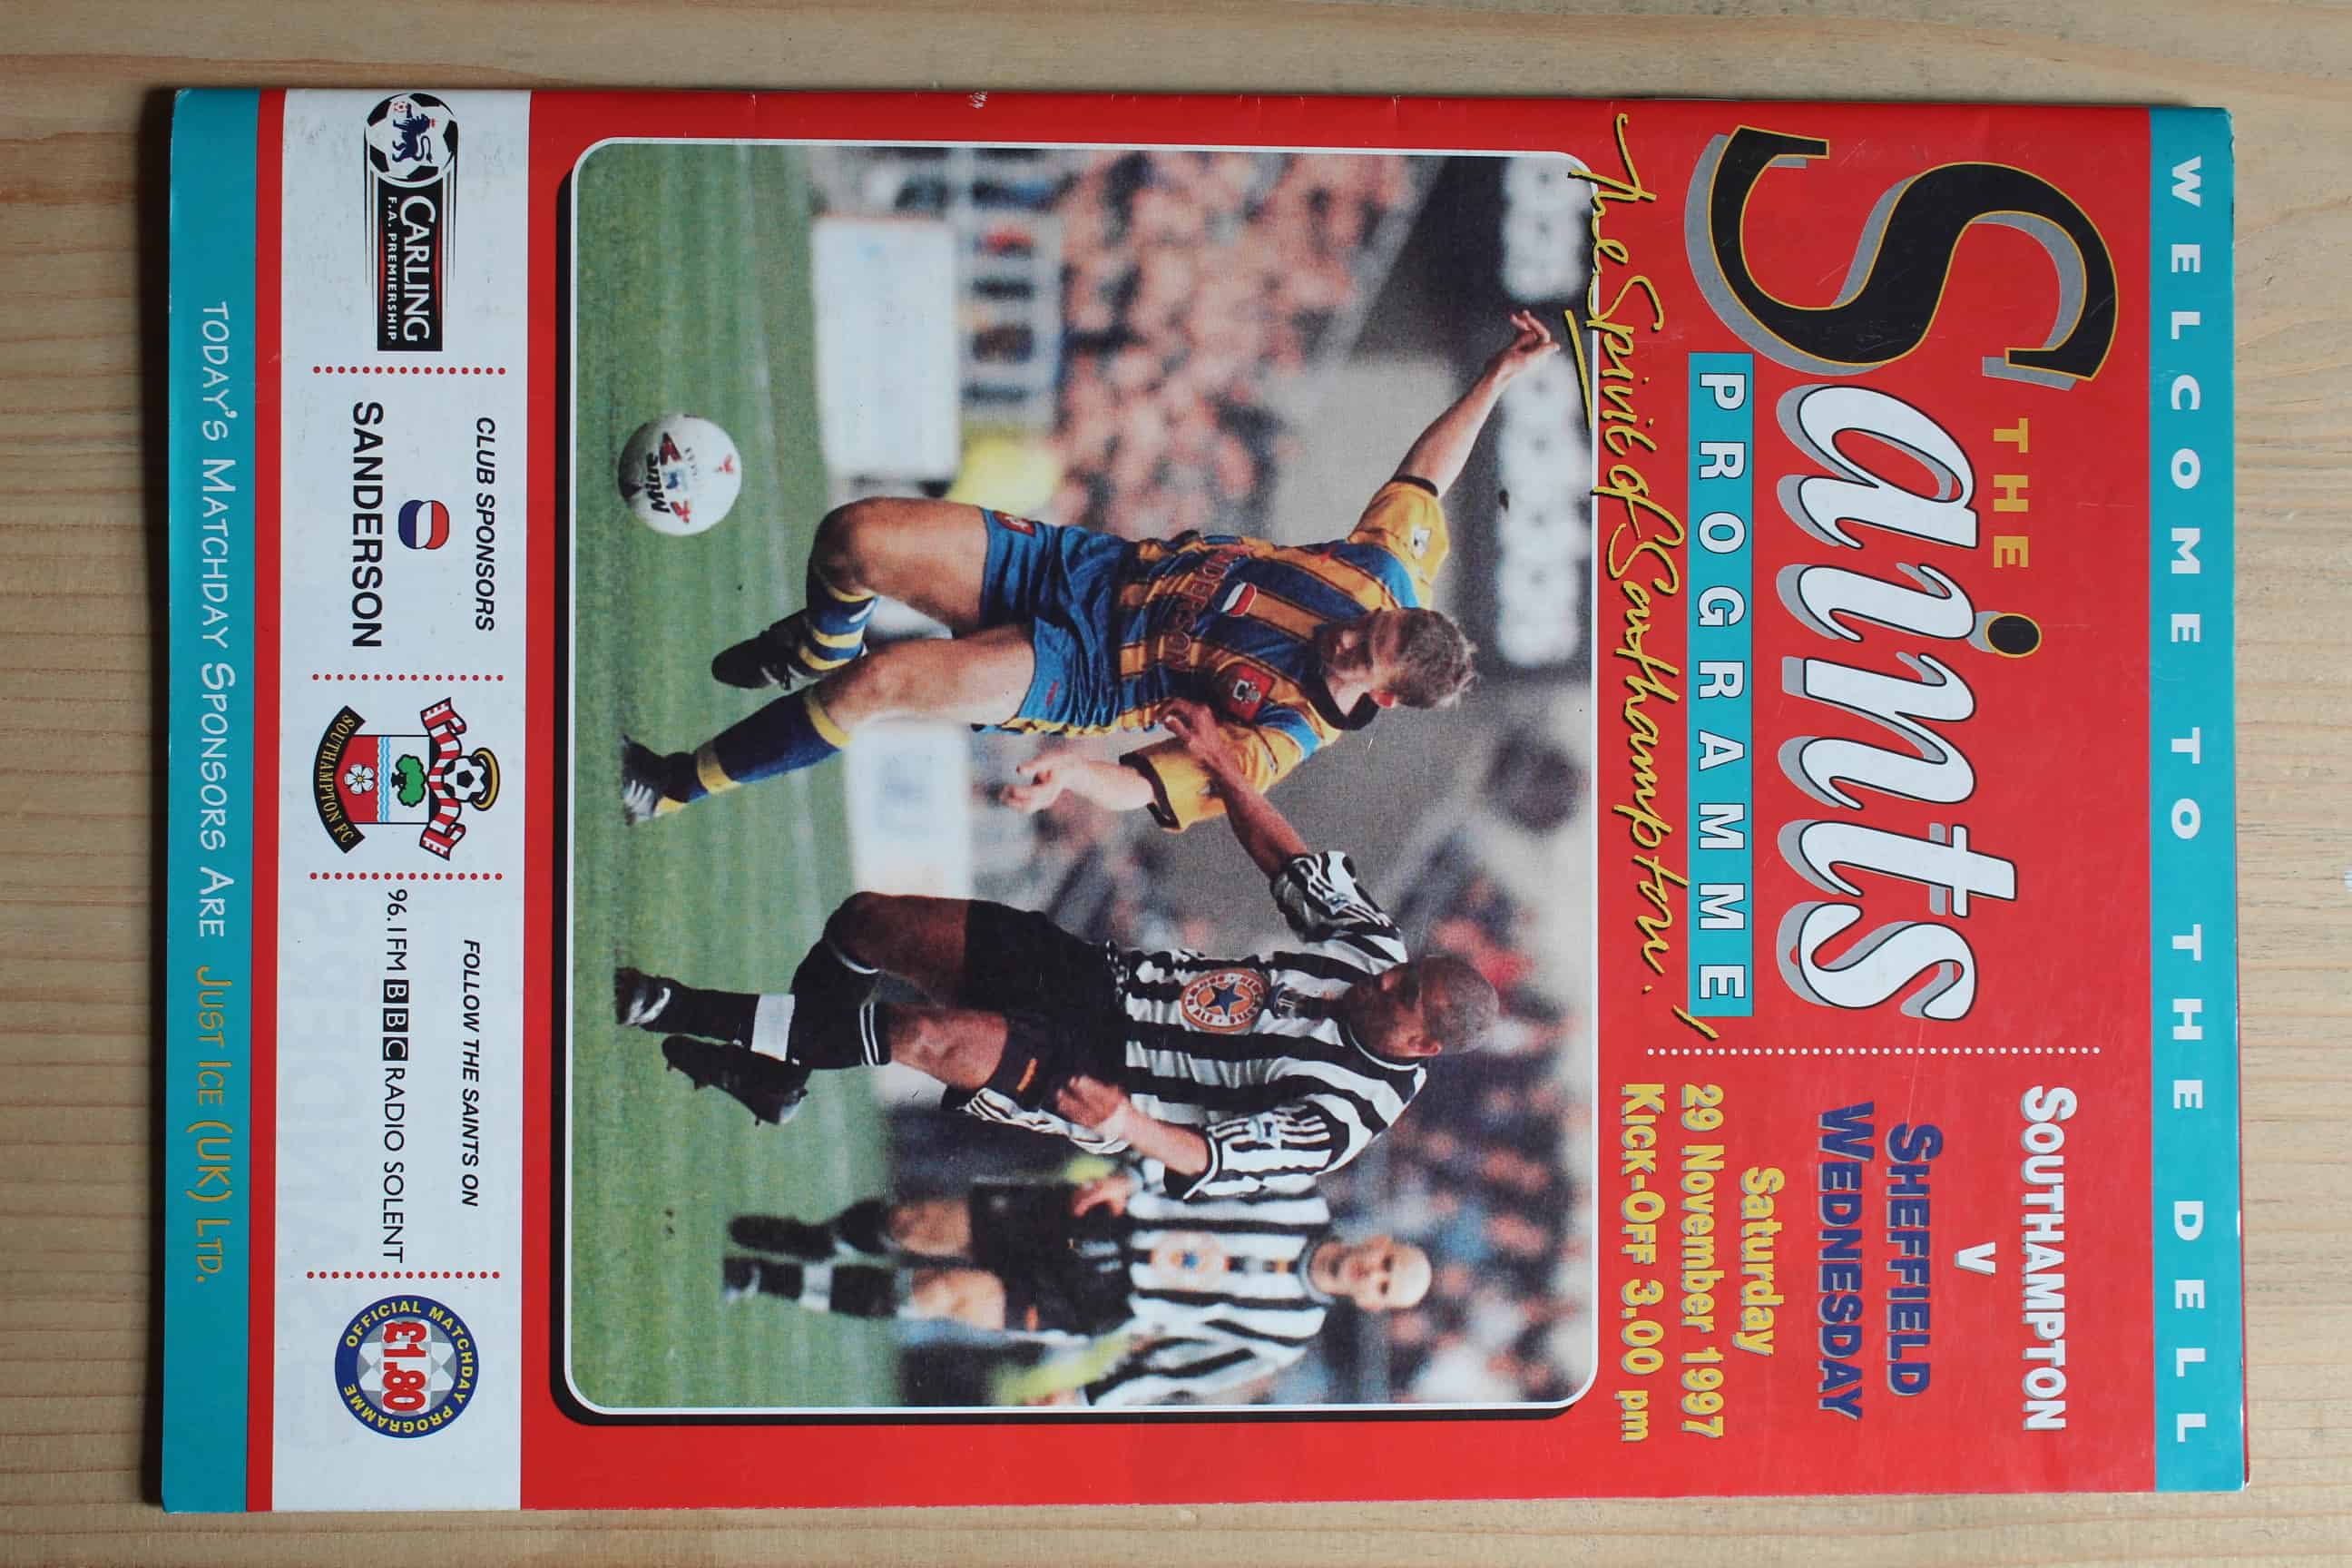 WELCOME TO THE DELL
THE
Saints
PROGRAMME
The Spirit of Southampton.
SOUTHAMPTON
V
SHEFFIELD
WEDNESDAY
Saturday
29 November 1997
KICK-OFF 3.00 pm
SANDERSON
Mitre
CARLING
F.A. PREMIERSHIP
CLUB SPONSORS
SANDERSON
SOUTHAMPTON FC
FOLLOW THE SAINTS ON
96.1FM BBC RADIO SOLENT
OFFICIAL MATCHDAY PROGRAMME
£1.80
TODAY'S MATCHDAY SPONSORS ARE JUST ICE (UK) LTD.